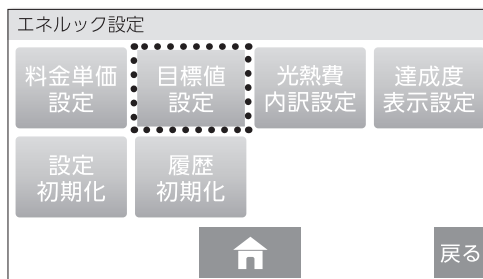 エネルック設定
料金単価
設定
目標値
設定
光熱費
内訳設定
達成度
表示設定
設定
初期化
履歴
初期化
戻る